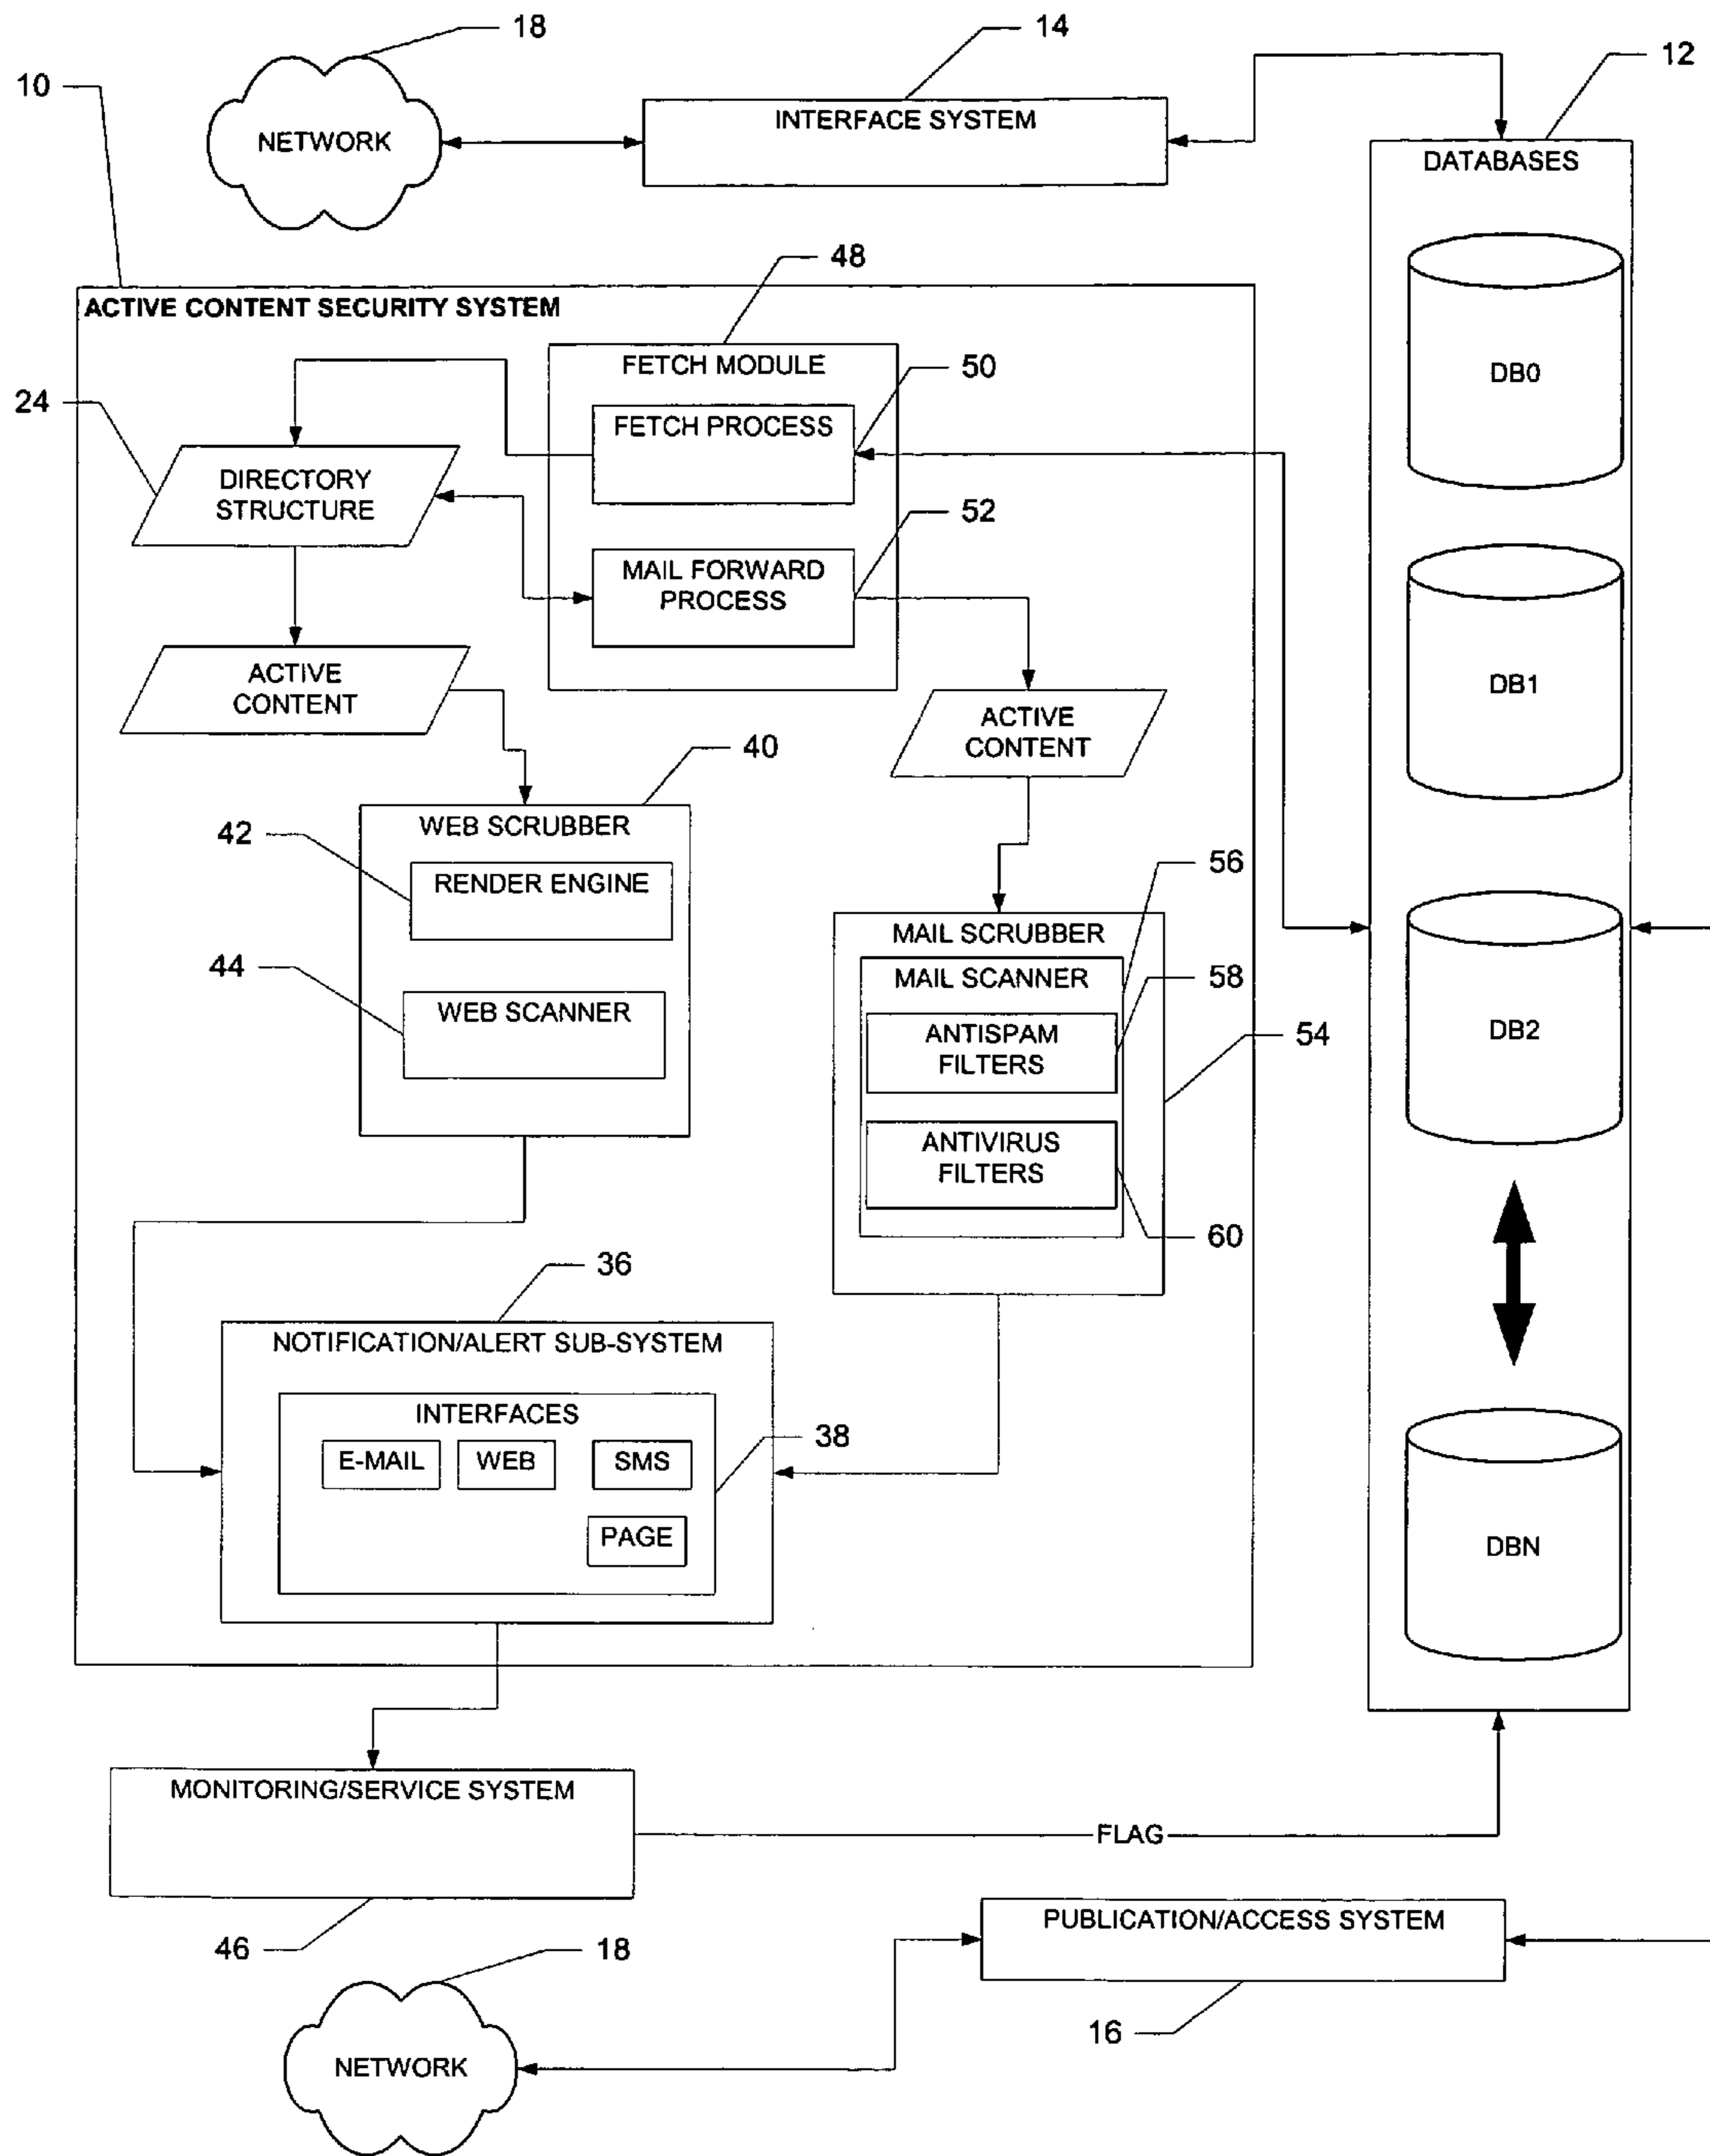 18
14
12
10
NETWORK
INTERFACE SYSTEM
DATABASES
48
ACTIVE CONTENT SECURITY SYSTEM
FETCH MODULE
50
DB0
24
FETCH PROCESS
DIRECTORY
STRUCTURE
52
MAIL FORWARD
PROCESS
ACTIVE
CONTENT
DB1
ACTIVE
CONTENT
40
WEB SCRUBBER
42
RENDER ENGINE
56
MAIL SCRUBBER
44
MAIL SCANNER
58
WEB SCANNER
ANTISPAM
FILTERS
54
DB2
ANTIVIRUS
FILTERS
60
36
NOTIFICATION/ALERT SUB-SYSTEM
INTERFACES
38
E-MAIL
WEB
SMS
PAGE
DBN
MONITORING/SERVICE SYSTEM
FLAG
PUBLICATION/ACCESS SYSTEM
46
18
16
NETWORK